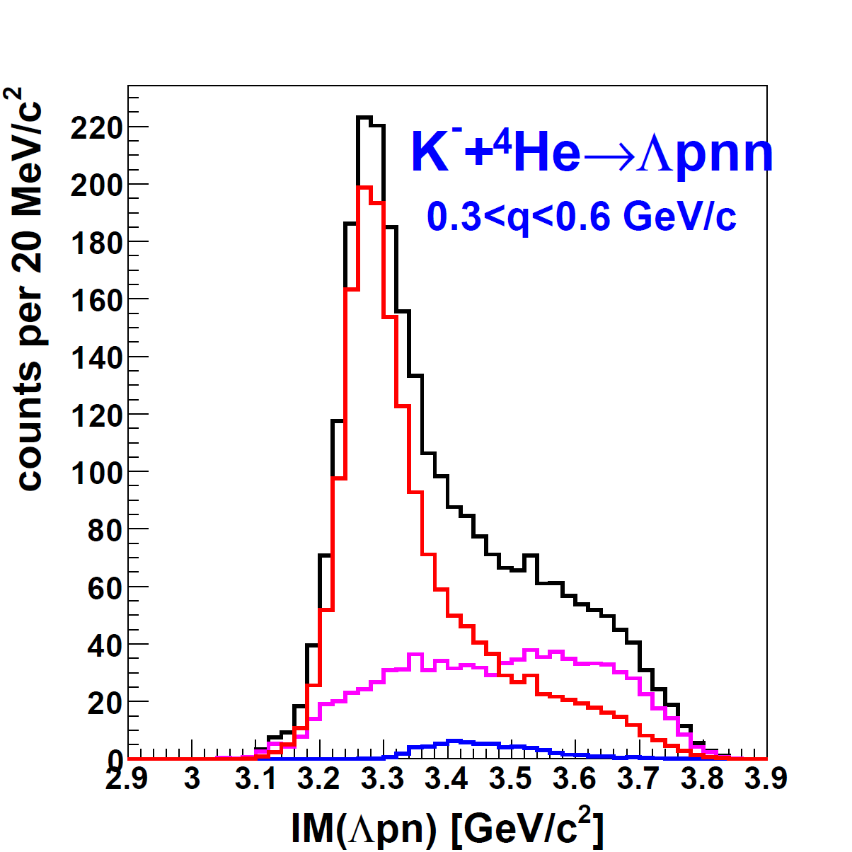 K⁻+⁴He→Λpnn
0.3<q<0.6 GeV/c
counts per 20 MeV/c²
220
200
180
160
140
120
100
80
60
40
20
0
2.9 3 3.1 3.2 3.3 3.4 3.5 3.6 3.7 3.8 3.9
IM(Λpn) [GeV/c²]